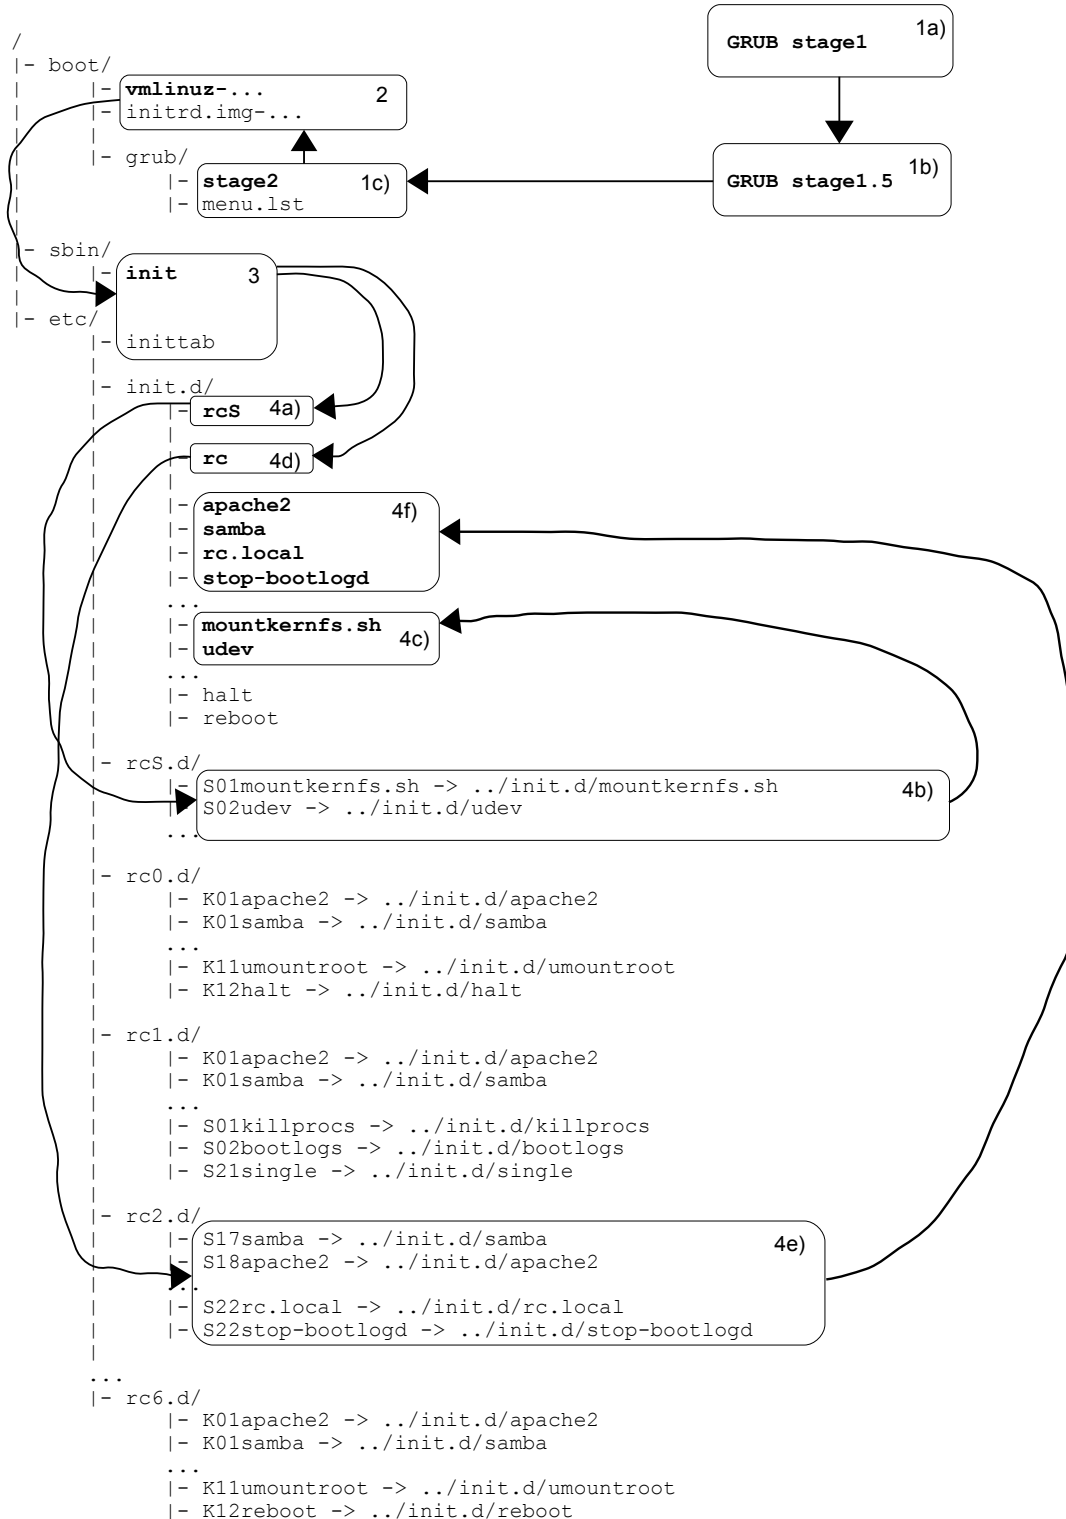 /
|- boot/
|- vmlinuz-... 2
|- initrd.img-...
|- grub/
|- stage2 1c)
|- menu.lst
GRUB stage1 1a)
GRUB stage1.5 1b)
|- sbin/
|- init 3
|- etc/
|- inittab
|- init.d/
|- rcS 4a)
|- rc 4d)
|- apache2 4f)
|- samba
|- rc.local
|- stop-bootlogd
...
|- mountkernfs.sh
|- udev 4c)
...
|- halt
|- reboot
|- rcS.d/
|- S01mountkernfs.sh -> ../init.d/mountkernfs.sh 4b)
|- S02udev -> ../init.d/udev
...
|- rc0.d/
|- K01apache2 -> ../init.d/apache2
|- K01samba -> ../init.d/samba
...
|- K11umountroot -> ../init.d/umountroot
|- K12halt -> ../init.d/halt
|- rc1.d/
|- K01apache2 -> ../init.d/apache2
|- K01samba -> ../init.d/samba
...
|- S01killprocs -> ../init.d/killprocs
|- S02bootlogs -> ../init.d/bootlogs
|- S21single -> ../init.d/single
|- rc2.d/
|- S17samba -> ../init.d/samba 4e)
|- S18apache2 -> ../init.d/apache2
...
|- S22rc.local -> ../init.d/rc.local
|- S22stop-bootlogd -> ../init.d/stop-bootlogd
...
|- rc6.d/
|- K01apache2 -> ../init.d/apache2
|- K01samba -> ../init.d/samba
...
|- K11umountroot -> ../init.d/umountroot
|- K12reboot -> ../init.d/reboot